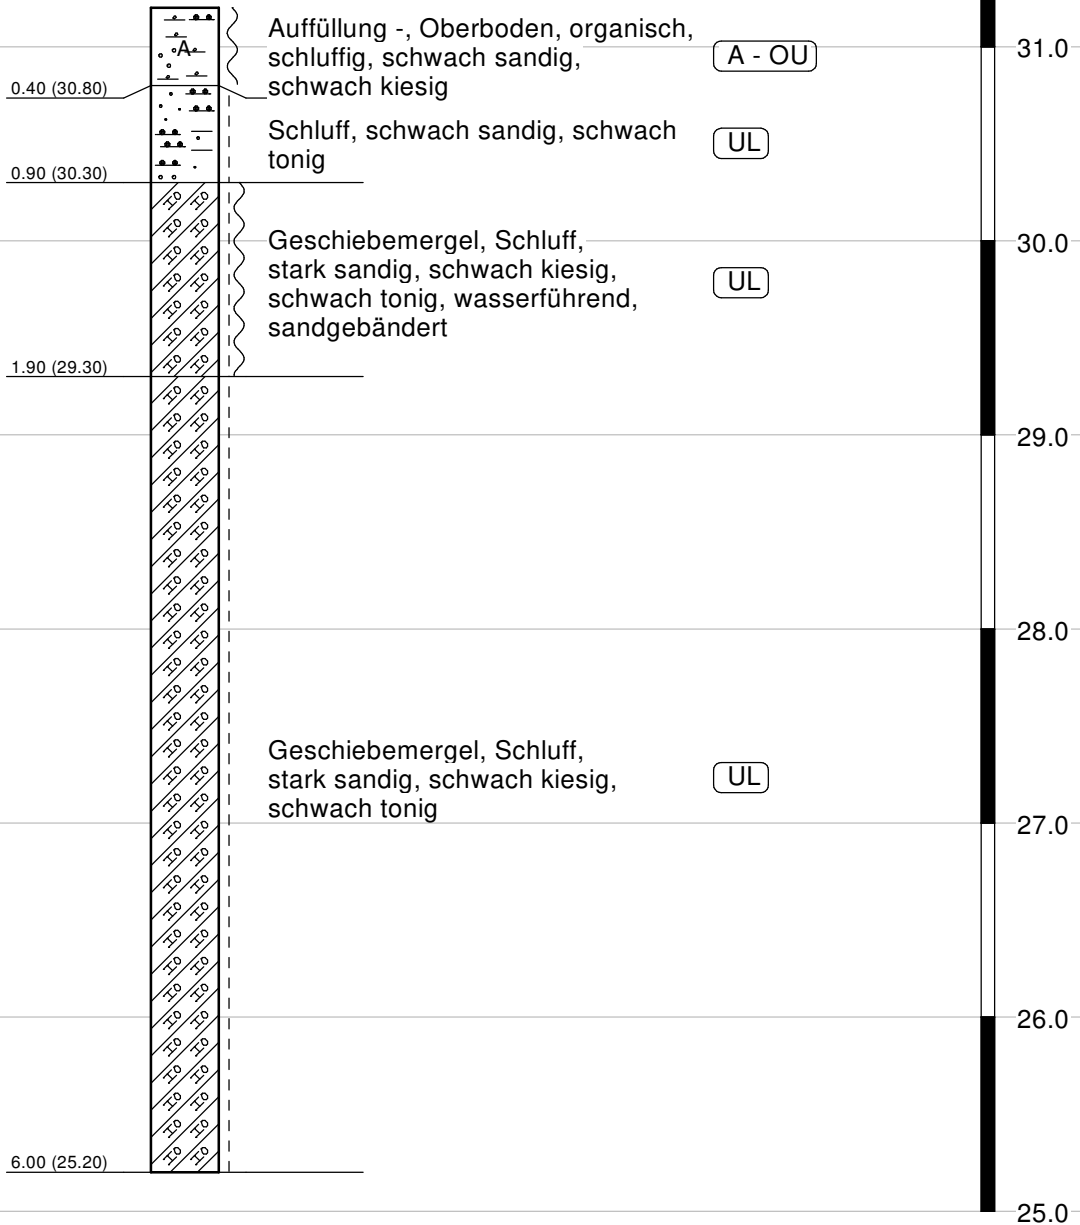 Auffüllung -, Oberboden, organisch,
schluffig, schwach sandig,
schwach kiesig
A - OU
31.0
A
0.40 (30.80)
Schluff, schwach sandig, schwach
tonig
UL
0.90 (30.30)
Geschiebemergel, Schluff,
stark sandig, schwach kiesig,
schwach tonig, wasserführend,
sandgebändert
UL
30.0
1.90 (29.30)
29.0
28.0
Geschiebemergel, Schluff,
stark sandig, schwach kiesig,
schwach tonig
UL
27.0
26.0
6.00 (25.20)
25.0